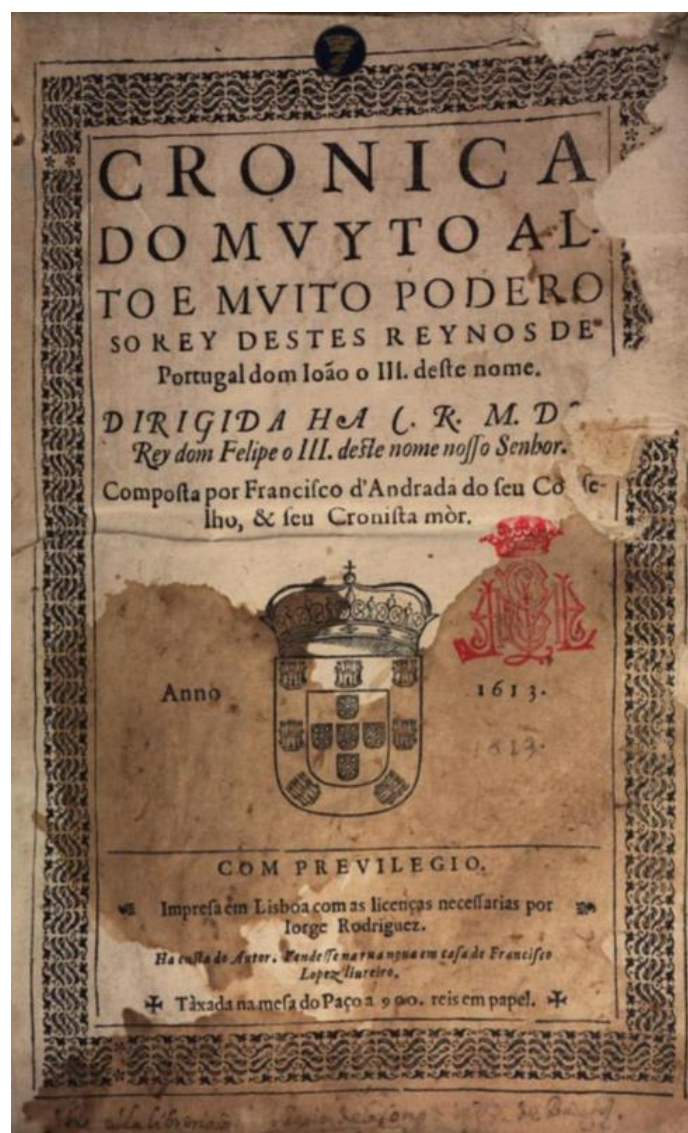 CRONICA
DO MVYTO AL-
TO E MVITO PODERO
SO REY DESTES REYNOS DE
Portugal dom Ioão o III. deſte nome.
DIRIGIDA HA C. R. M. D
Rey dom Felipe o III. deſte nome noſſo Senhor.
Compoſta por Franciſco d'Andrada do ſeu Co ſe-
lho, & ſeu Croniſta mòr.
Anno 1613.
1613.
COM PREVILEGIO.
Impreſa em Lisboa com as licenças neceſſarias por
Iorge Rodriguez.
Ha cuſta do Autor. Vendeſſe na rua noua em caſa de Franciſco
Lopez liureiro.
✠ Tàxada na meſa do Paço a 900. reis em papel. ✠